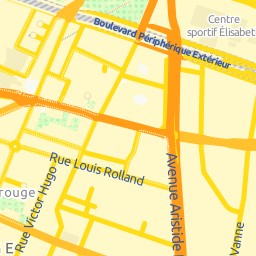 Boulevard Périphérique Extérieur
Centre
sportif Élisabet
Rue Louis Rolland
Avenue Aristide
Rue Victor Hugo
rouge
Vanne